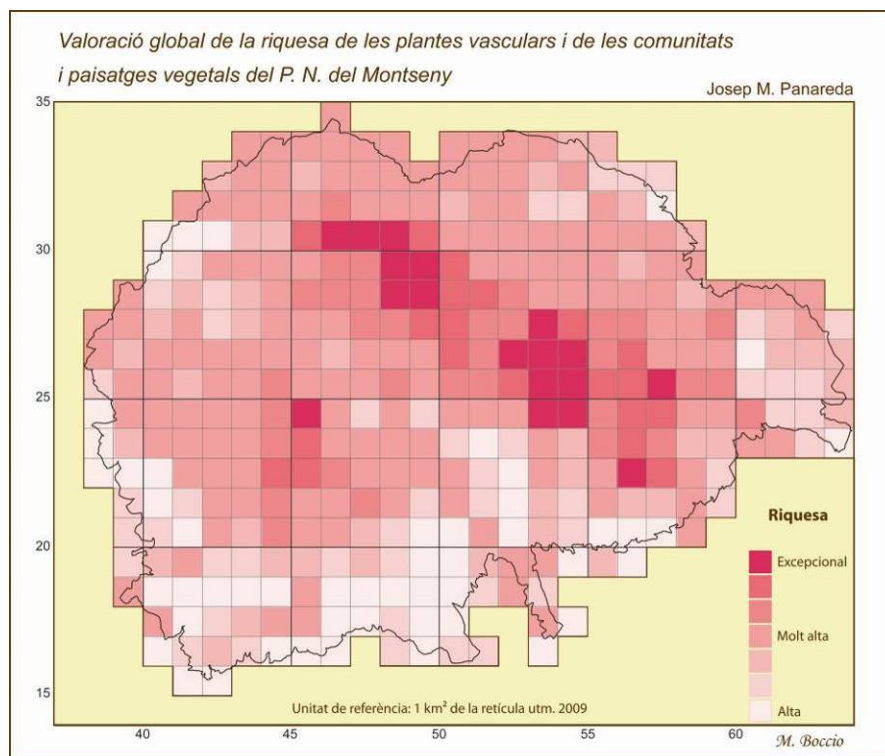 Valoració global de la riquesa de les plantes vasculars i de les comunitats
i paisatges vegetals del P. N. del Montseny
Josep M. Panareda
35
30
25
20
15
Riquesa
Excepcional
Molt alta
Alta
Unitat de referència: 1 km² de la retícula utm. 2009
40 45 50 55 60
M. Boccio